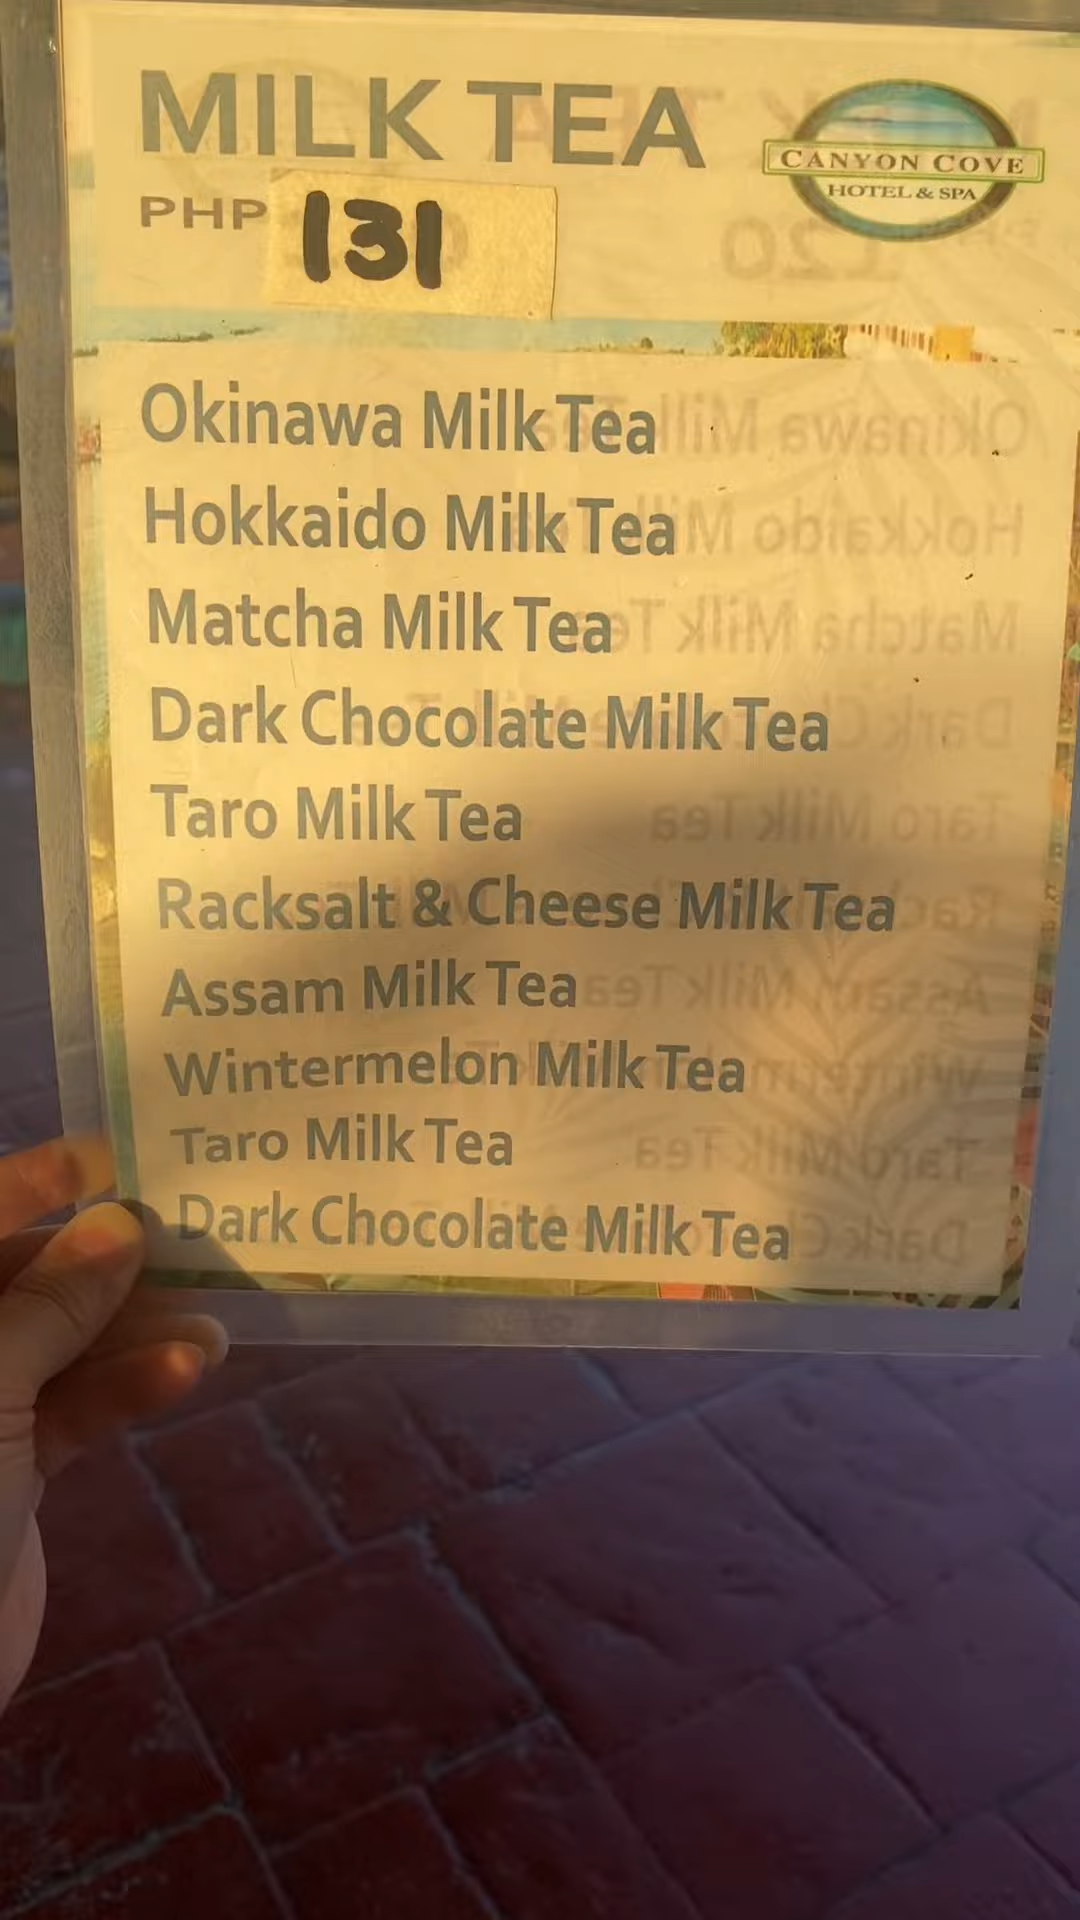 MILK TEA
CANYON COVE
HOTEL & SPA
PHP 131
Okinawa Milk Tea
Hokkaido Milk Tea
Matcha Milk Tea
Dark Chocolate Milk Tea
Taro Milk Tea
Racksalt & Cheese Milk Tea
Assam Milk Tea
Wintermelon Milk Tea
Taro Milk Tea
Dark Chocolate Milk Tea